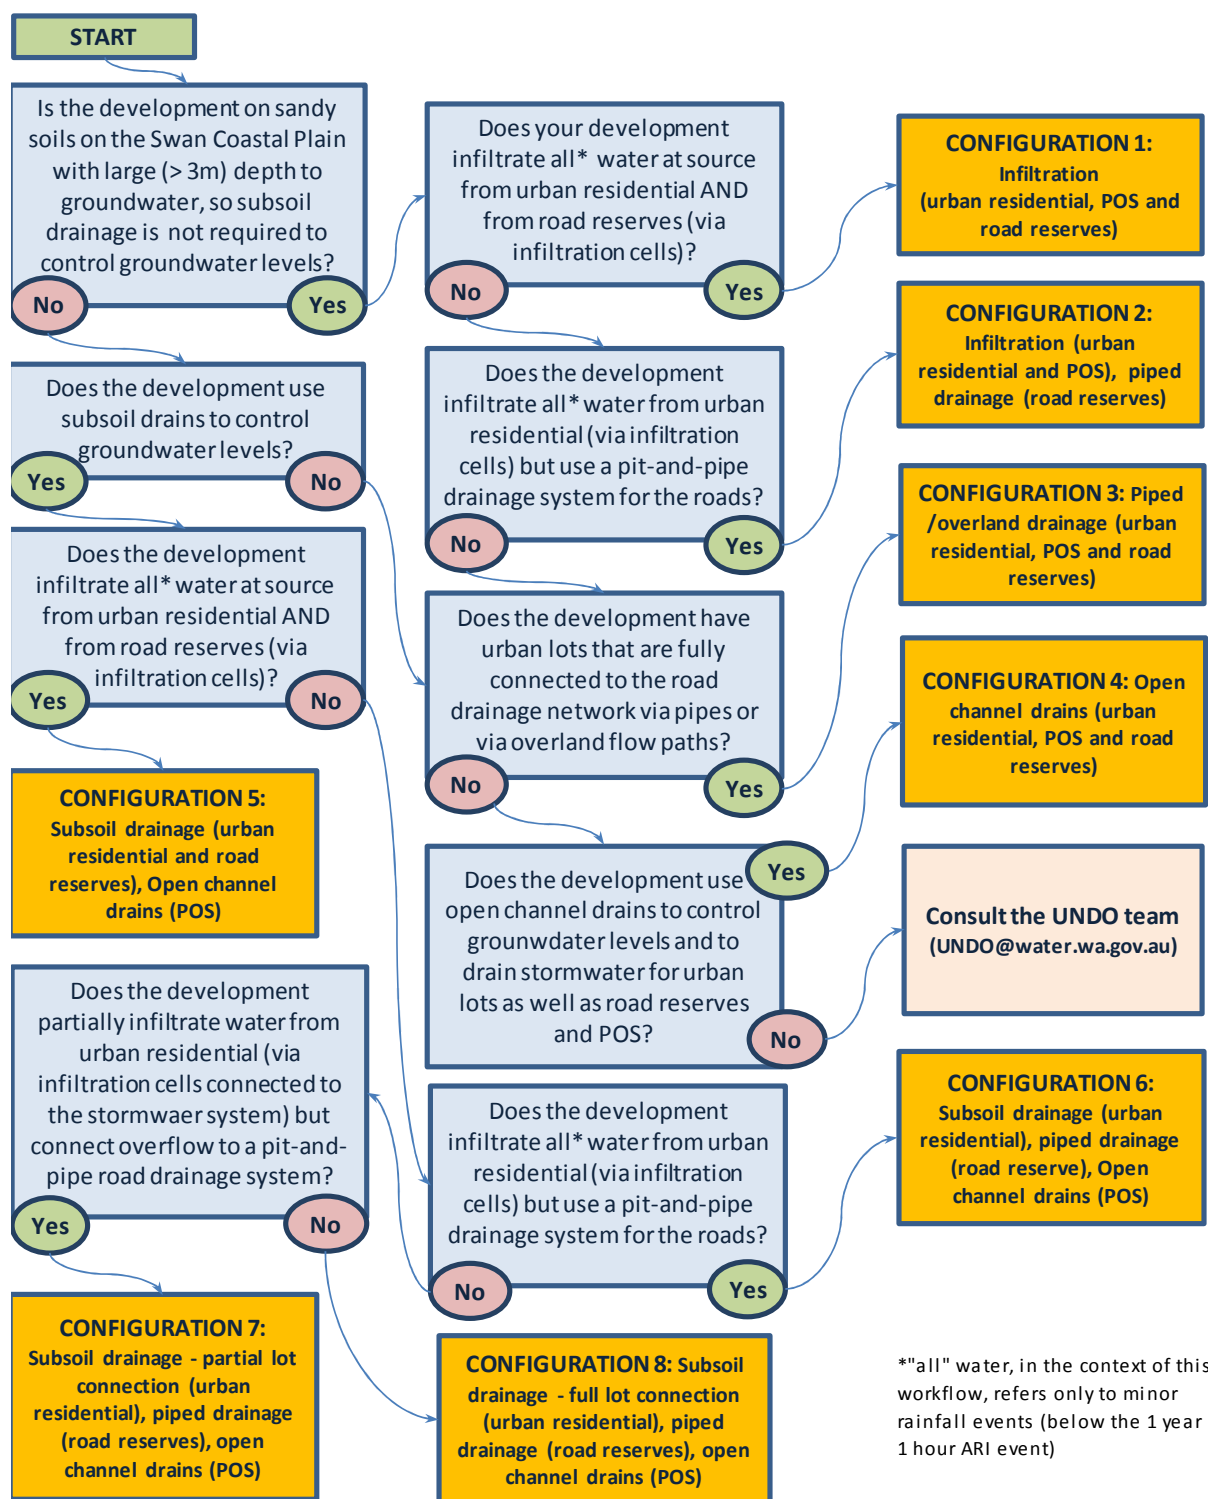 START
Is the development on sandy
soils on the Swan Coastal Plain
with large (> 3m) depth to
groundwater, so subsoil
drainage is not required to
control groundwater levels?
No
Yes
Does your development
infiltrate all* water at source
from urban residential AND
from road reserves (via
infiltration cells)?
No
Yes
CONFIGURATION 1:
Infiltration
(urban residential, POS and
road reserves)
Does the development use
subsoil drains to control
groundwater levels?
Yes
No
Does the development
infiltrate all* water from urban
residential (via infiltration
cells) but use a pit-and-pipe
drainage system for the roads?
No
Yes
CONFIGURATION 2:
Infiltration (urban
residential and POS), piped
drainage (road reserves)
Does the development
infiltrate all* water at source
from urban residential AND
from road reserves (via
infiltration cells)?
Yes
No
Does the development have
urban lots that are fully
connected to the road
drainage network via pipes or
via overland flow paths?
No
Yes
CONFIGURATION 3: Piped
/overland drainage (urban
residential, POS and road
reserves)
CONFIGURATION 4: Open
channel drains (urban
residential, POS and road
reserves)
CONFIGURATION 5:
Subsoil drainage (urban
residential and road
reserves), Open channel
drains (POS)
Does the development use
open channel drains to control
grounwdater levels and to
drain stormwater for urban
lots as well as road reserves
and POS?
Yes
No
Consult the UNDO team
(UNDO@water.wa.gov.au)
Does the development
partially infiltrate water from
urban residential (via
infiltration cells connected to
the stormwaer system) but
connect overflow to a pit-and-
pipe road drainage system?
Yes
No
Does the development
infiltrate all* water from urban
residential (via infiltration
cells) but use a pit-and-pipe
drainage system for the roads?
No
Yes
CONFIGURATION 6:
Subsoil drainage (urban
residential), piped drainage
(road reserve), Open
channel drains (POS)
CONFIGURATION 7:
Subsoil drainage - partial lot
connection (urban
residential), piped drainage
(road reserves), open
channel drains (POS)
CONFIGURATION 8: Subsoil
drainage - full lot connection
(urban residential), piped
drainage (road reserves), open
channel drains (POS)
*"all" water, in the context of this
workflow, refers only to minor
rainfall events (below the 1 year
1 hour ARI event)